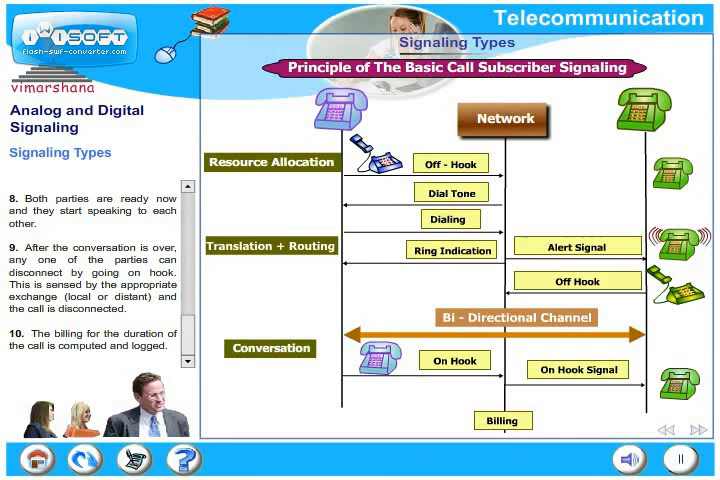 Telecommunication
iWiSOFT
flash-swf-converter.com
vimarshana
Analog and Digital
Signaling
Signaling Types
8. Both parties are ready now
and they start speaking to each
other.
9. After the conversation is over,
any one of the parties can
disconnect by going on hook.
This is sensed by the appropriate
exchange (local or distant) and
the call is disconnected.
10. The billing for the duration of
the call is computed and logged.
Signaling Types
Principle of The Basic Call Subscriber Signaling
Network
Resource Allocation
Off - Hook
Dial Tone
Dialing
Translation + Routing
Ring Indication
Alert Signal
Off Hook
Bi - Directional Channel
Conversation
On Hook
On Hook Signal
Billing